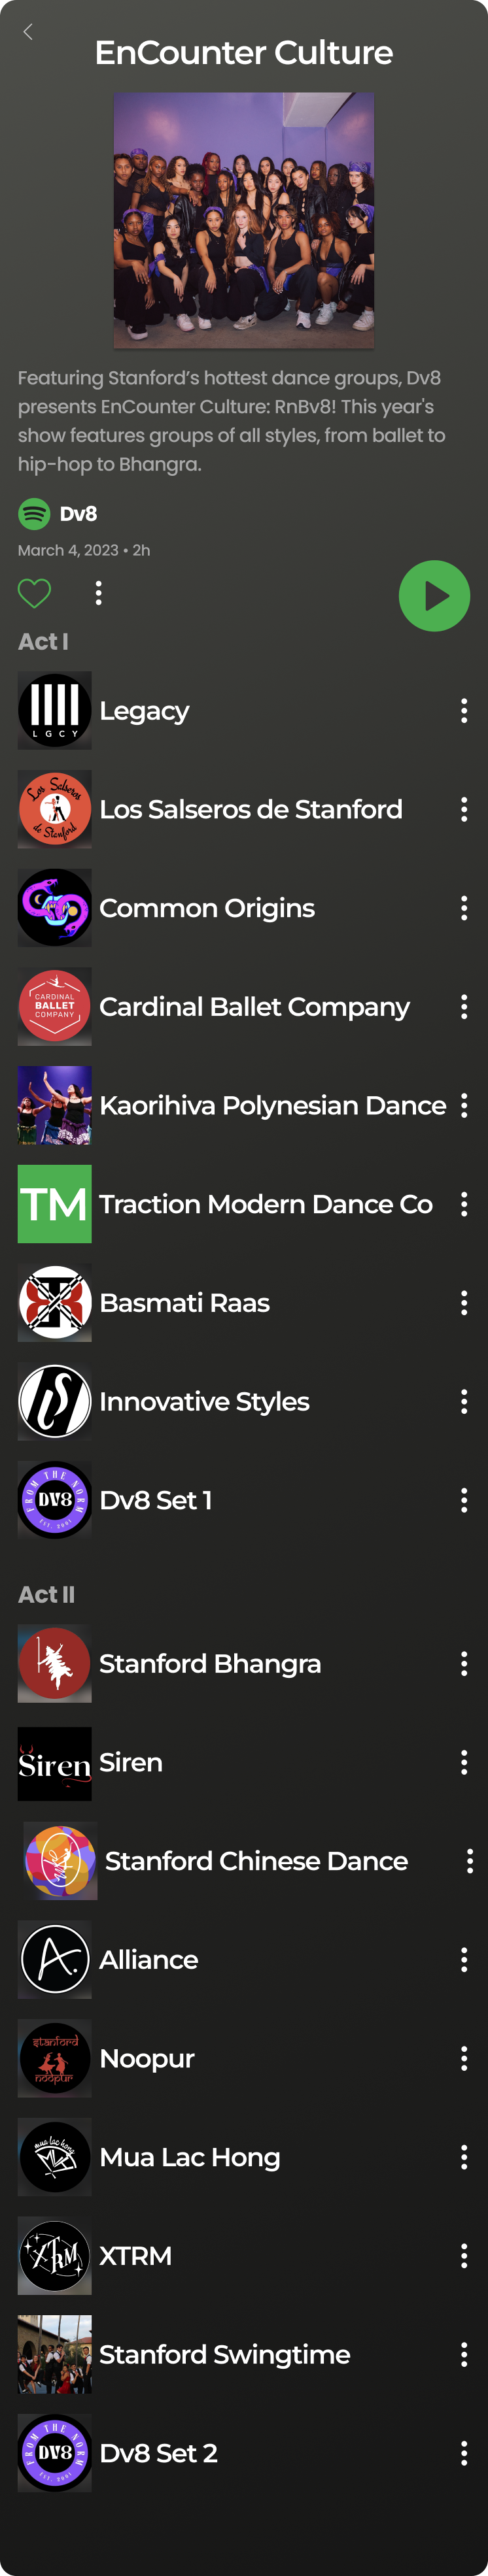 EnCounter Culture
Featuring Stanford’s hottest dance groups, Dv8
presents EnCounter Culture: RnBv8! This year's
show features groups of all styles, from ballet to
hip-hop to Bhangra.
Dv8
March 4, 2023 • 2h
Act I
LGCY
Legacy
Los Salseros
de Stanford
Los Salseros de Stanford
Common Origins
CARDINAL
BALLET
COMPANY
Cardinal Ballet Company
Kaorihiva Polynesian Dance
TM
Traction Modern Dance Co
Basmati Raas
IS
Innovative Styles
FROM THE NORM
DV8
EST. 2001
Dv8 Set 1
Act II
Stanford Bhangra
Siren
Siren
Stanford Chinese Dance
A.
Alliance
stanford
noopur
Noopur
mua lac hong
MLH
Mua Lac Hong
XTRM
XTRM
Stanford Swingtime
FROM THE NORM
DV8
EST. 2001
Dv8 Set 2